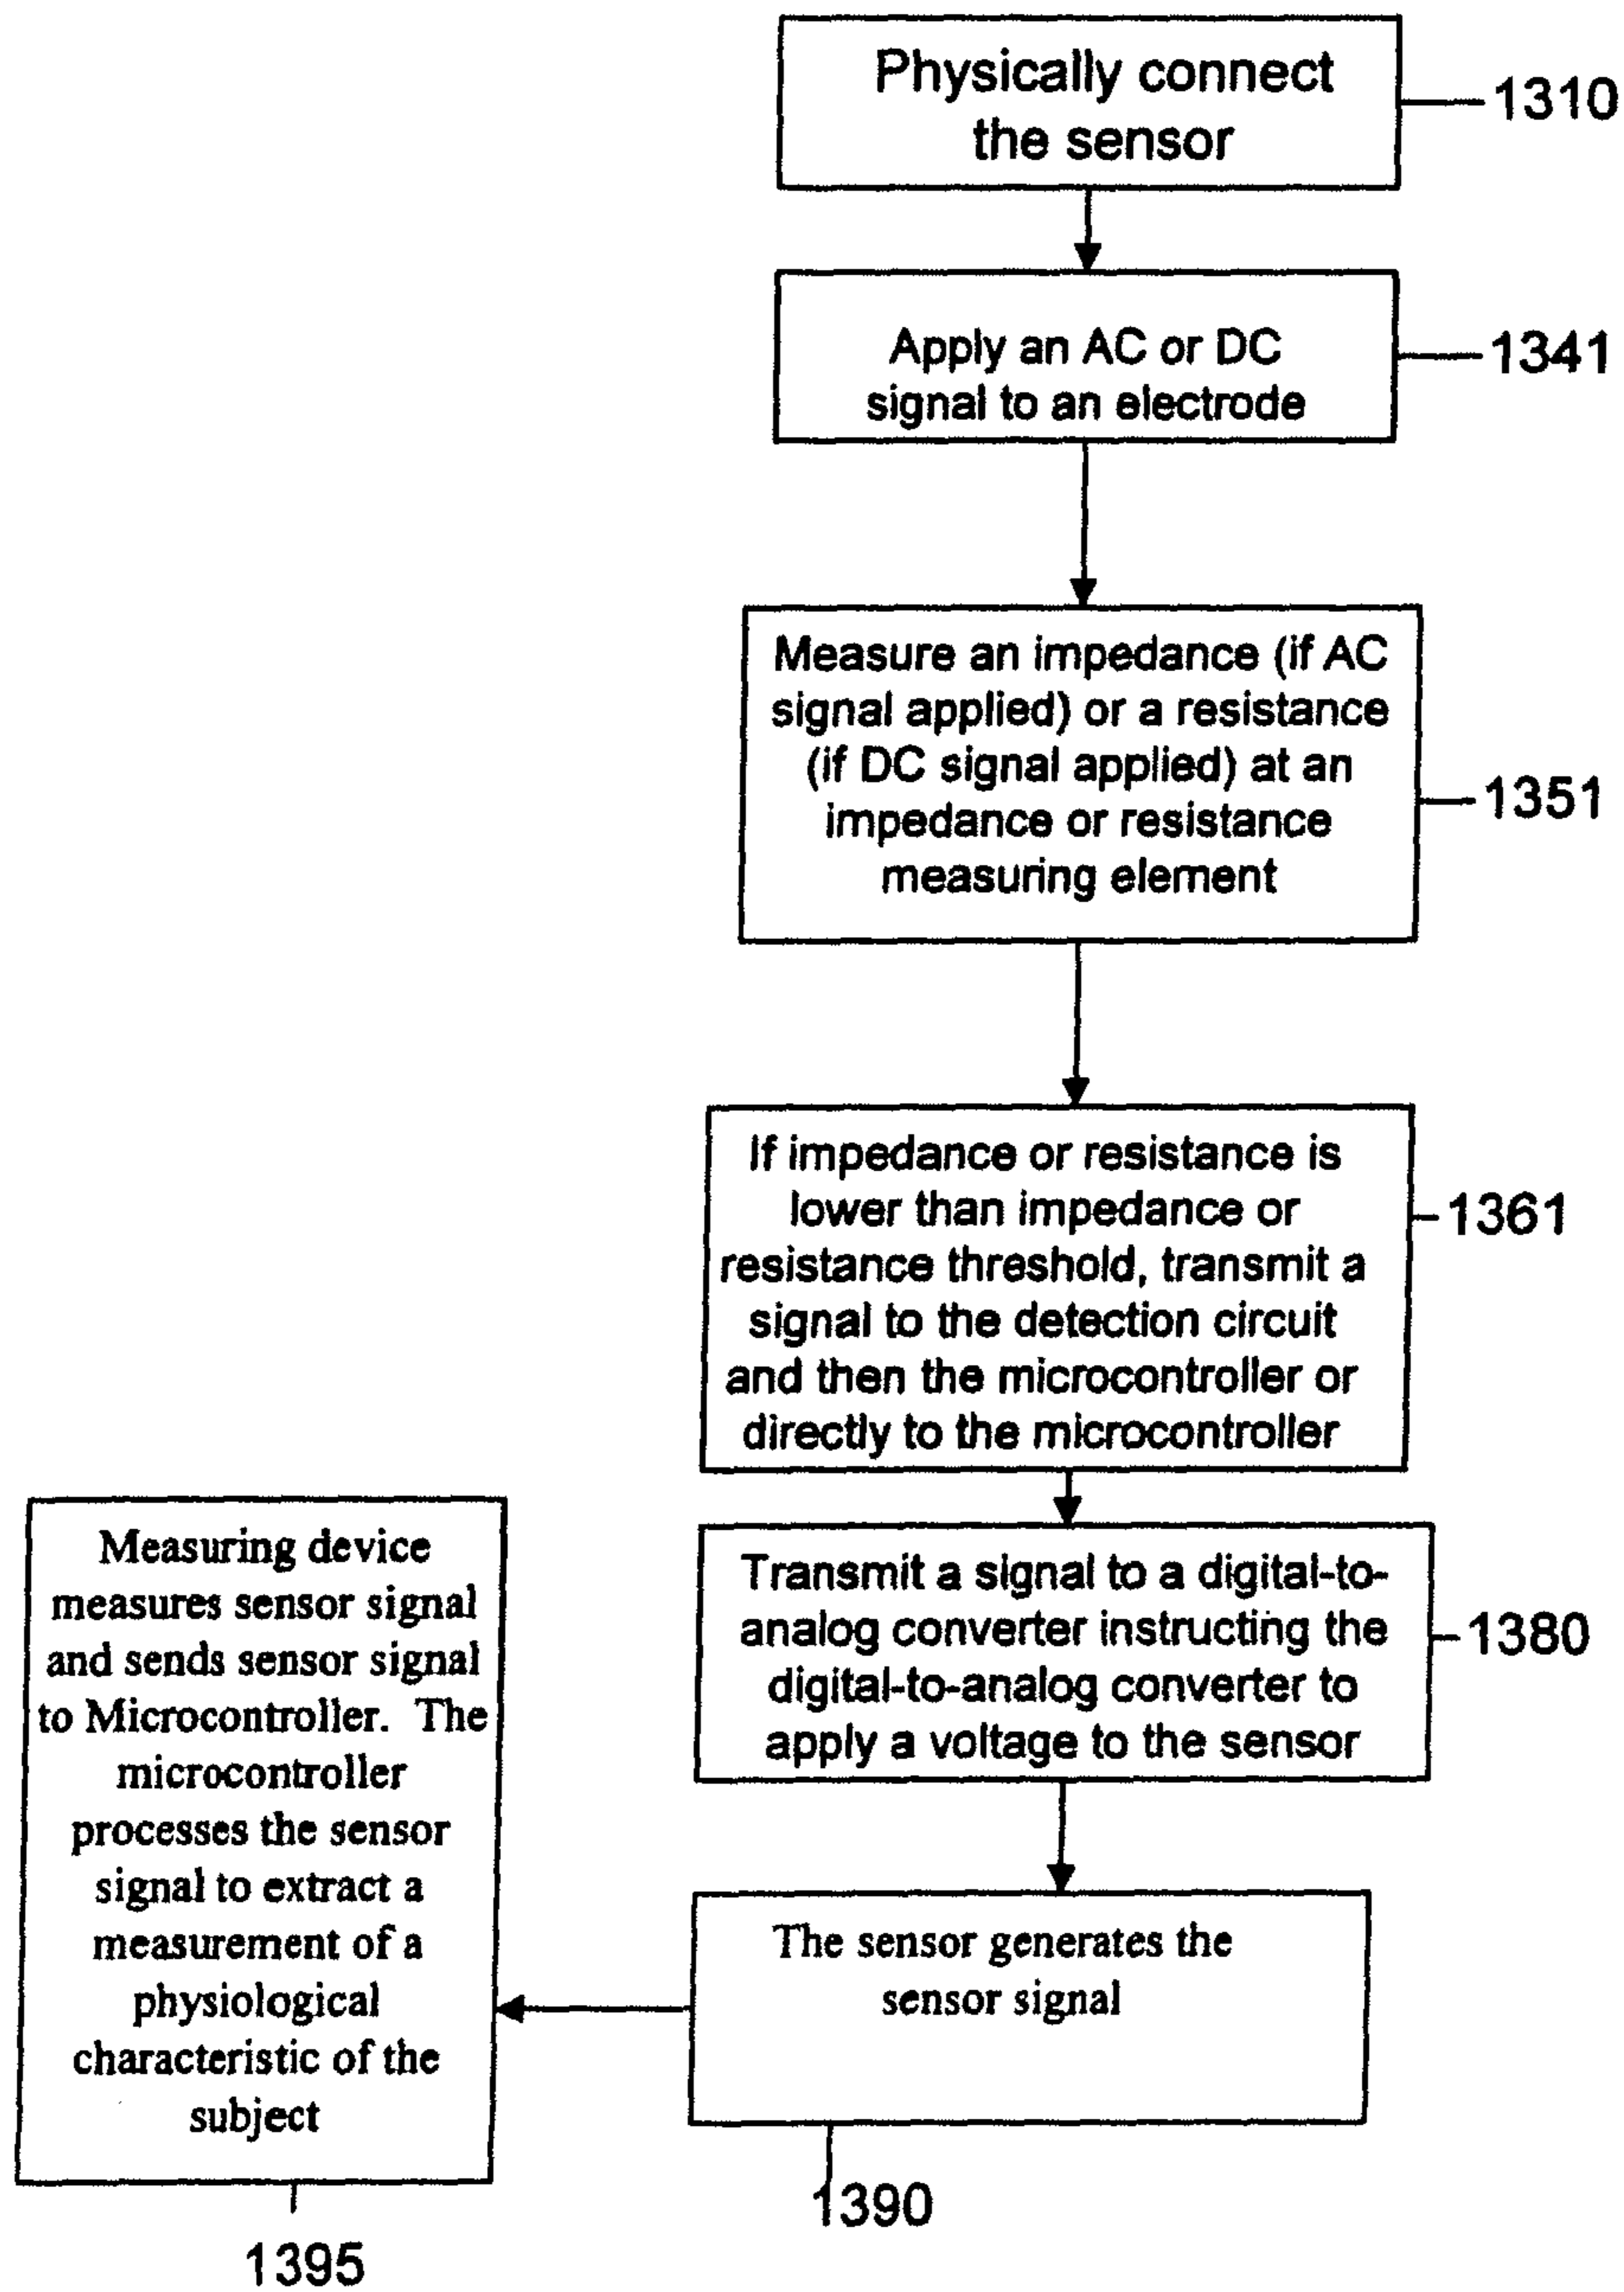 Physically connect
the sensor
1310
Apply an AC or DC
signal to an electrode
1341
Measure an impedance (if AC
signal applied) or a resistance
(if DC signal applied) at an
impedance or resistance
measuring element
1351
If impedance or resistance is
lower than impedance or
resistance threshold, transmit a
signal to the detection circuit
and then the microcontroller or
directly to the microcontroller
1361
Transmit a signal to a digital-to-
analog converter instructing the
digital-to-analog converter to
apply a voltage to the sensor
1380
The sensor generates the
sensor signal
1390
Measuring device
measures sensor signal
and sends sensor signal
to Microcontroller. The
microcontroller
processes the sensor
signal to extract a
measurement of a
physiological
characteristic of the
subject
1395